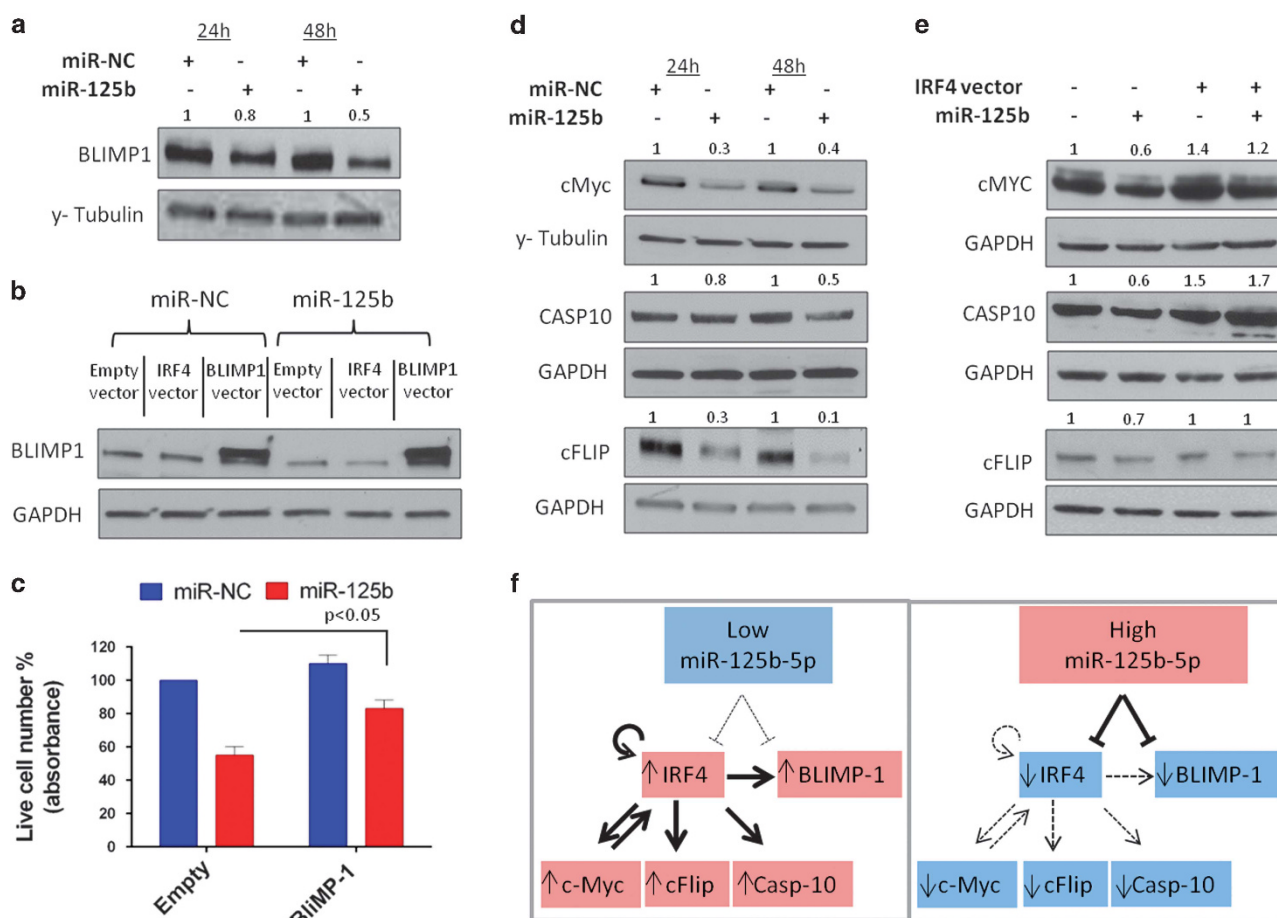 a
24h 48h
miR-NC + - + -
miR-125b - + - +
1 0.8 1 0.5
BLIMP1
y- Tubulin
b
miR-NC miR-125b
Empty vector IRF4 vector BLIMP1 vector Empty vector IRF4 vector BLIMP1 vector
BLIMP1
GAPDH
c
miR-NC miR-125b
p<0.05
Live cell number %
(absorbance)
120
100
80
60
40
20
0
Empty
BLiMP-1
d
24h 48h
miR-NC + - + -
miR-125b - + - +
1 0.3 1 0.4
cMyc
y- Tubulin
1 0.8 1 0.5
CASP10
GAPDH
1 0.3 1 0.1
cFLIP
GAPDH
e
IRF4 vector - - + +
miR-125b - + - +
1 0.6 1.4 1.2
cMYC
GAPDH
1 0.6 1.5 1.7
CASP10
GAPDH
1 0.7 1 1
cFLIP
GAPDH
f
Low
miR-125b-5p
↑IRF4 ↑BLIMP-1
↑c-Myc ↑cFlip ↑Casp-10
High
miR-125b-5p
↓IRF4 ↓BLIMP-1
↓c-Myc ↓cFlip ↓Casp-10